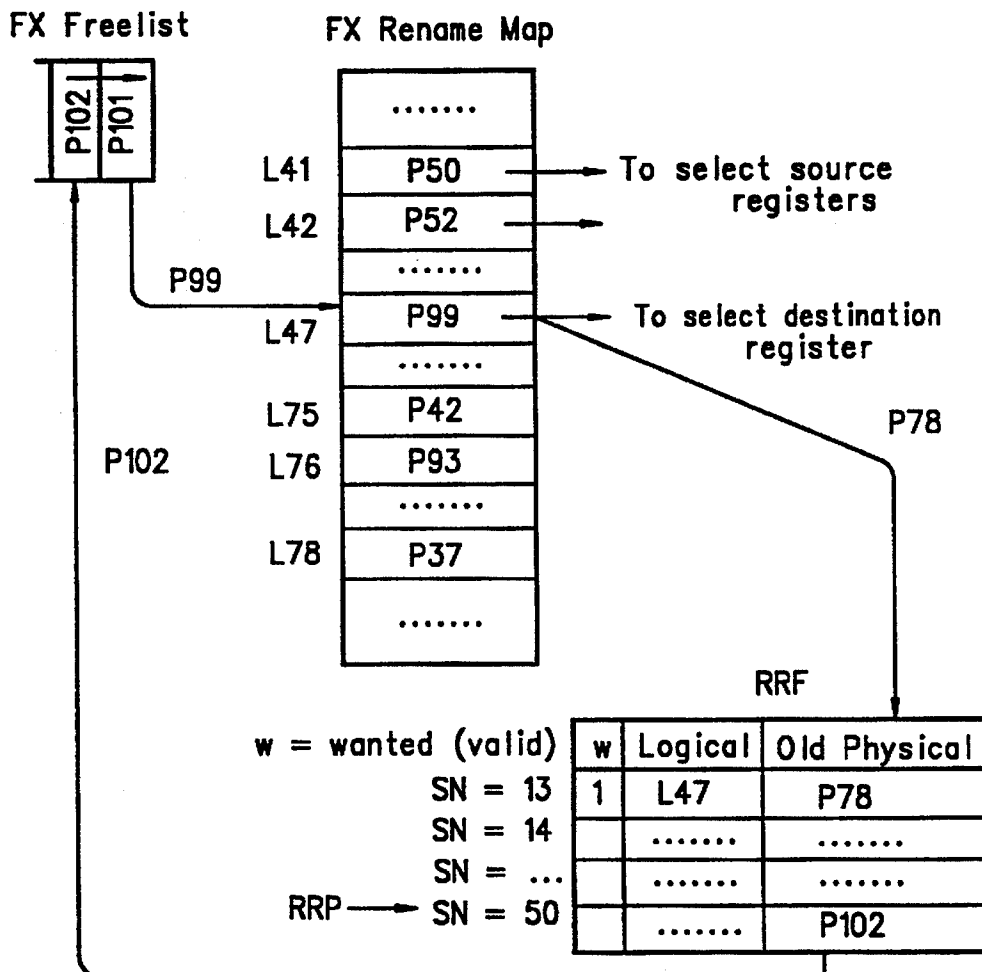 FX Freelist
FX Rename Map
P102 P101
.......
L41 P50 To select source registers
L42 P52
.......
P99
L47 P99 To select destination register
.......
L75 P42
P78
P102
L76 P93
.......
L78 P37
.......
RRF
w = wanted (valid) w Logical Old Physical
SN = 13 1 L47 P78
SN = 14 ....... .......
SN = ... ....... .......
RRP SN = 50 ....... P102